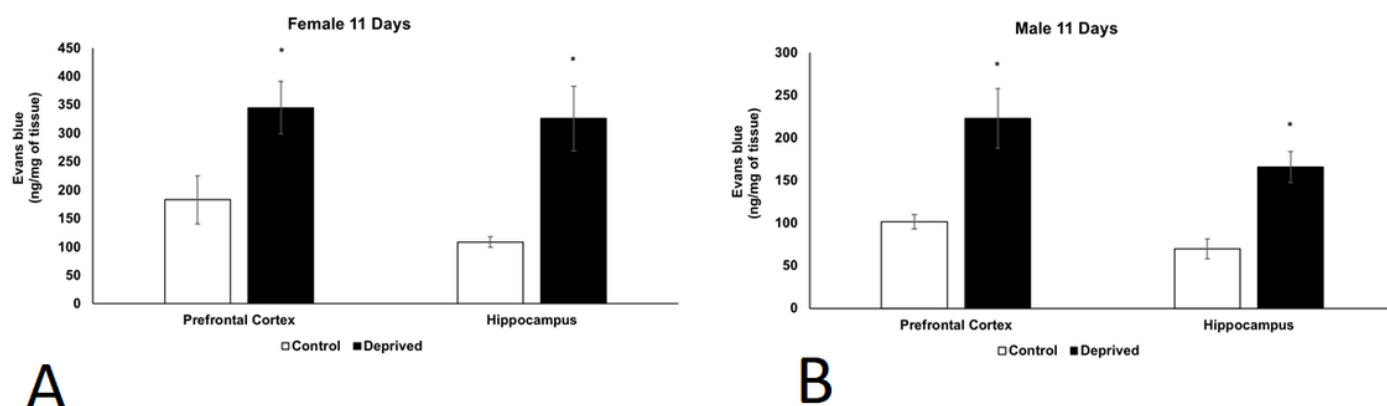 Female 11 Days
450
400
350
300
250
200
150
100
50
0
Evans blue
(ng/mg of tissue)
*
*
Prefrontal Cortex
Hippocampus
Control
Deprived
A
Male 11 Days
300
250
200
150
100
50
0
Evans blue
(ng/mg of tissue)
*
*
Prefrontal Cortex
Hippocampus
Control
Deprived
B